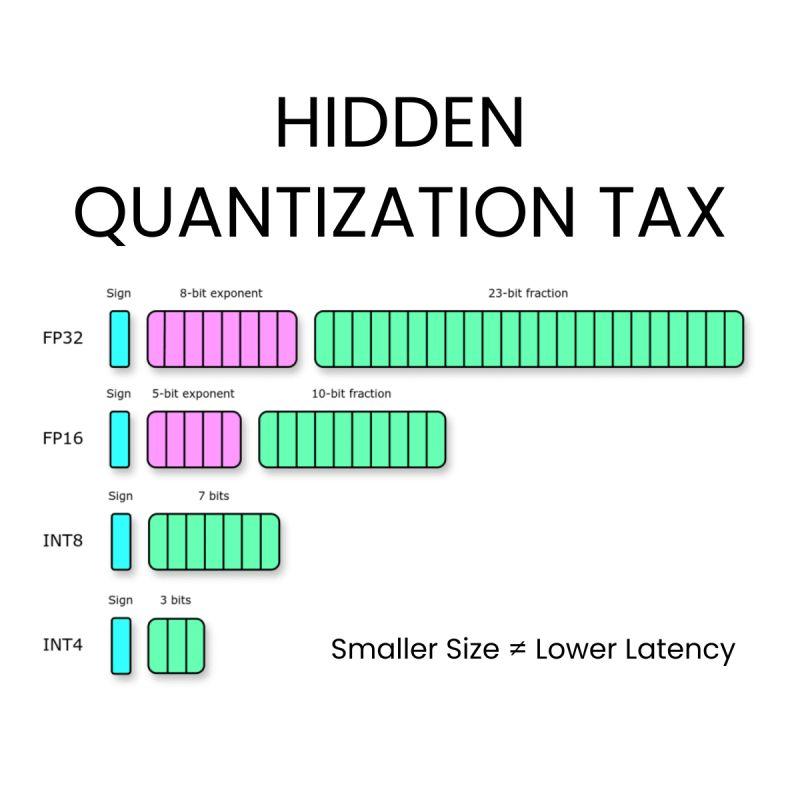 HIDDEN
QUANTIZATION TAX
Sign 8-bit exponent 23-bit fraction
FP32
Sign 5-bit exponent 10-bit fraction
FP16
Sign 7 bits
INT8
Sign 3 bits
INT4
Smaller Size ≠ Lower Latency